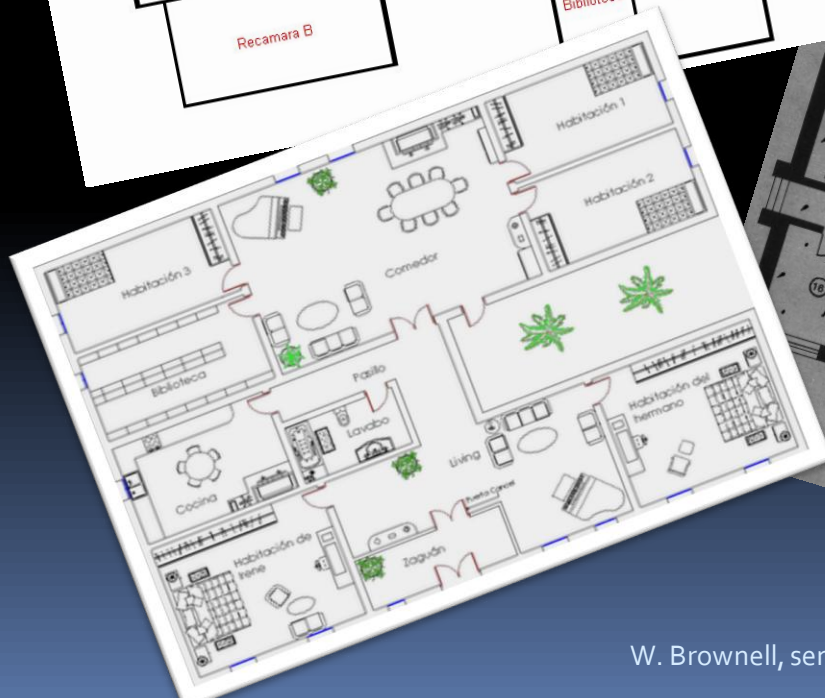 Recamara B
Habitación 1
Habitación 2
Comedor
Habitación 3
Biblioteca
Pasillo
Lavabo
Living
Habitación del
hermano
Cocina
Puerta Cancel
Habitación de
Irene
Zaguán
18
W. Brownell, ser